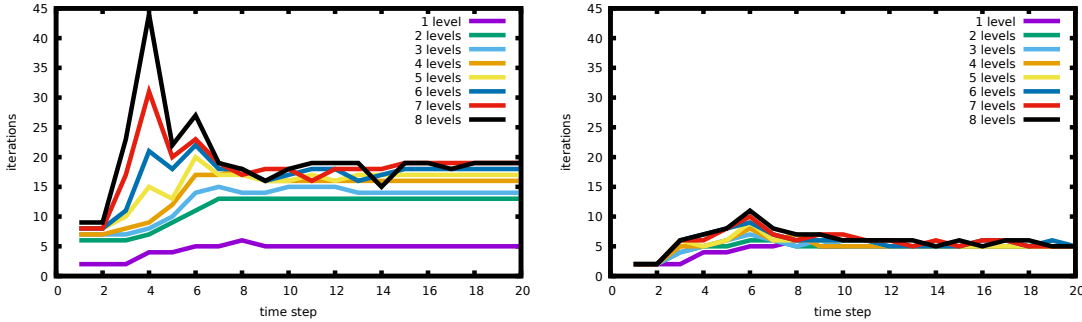 45
40
35
30
25
20
15
10
5
0
iterations
1 level
2 levels
3 levels
4 levels
5 levels
6 levels
7 levels
8 levels
0 2 4 6 8 10 12 14 16 18 20
time step
45
40
35
30
25
20
15
10
5
0
iterations
1 level
2 levels
3 levels
4 levels
5 levels
6 levels
7 levels
8 levels
0 2 4 6 8 10 12 14 16 18 20
time step